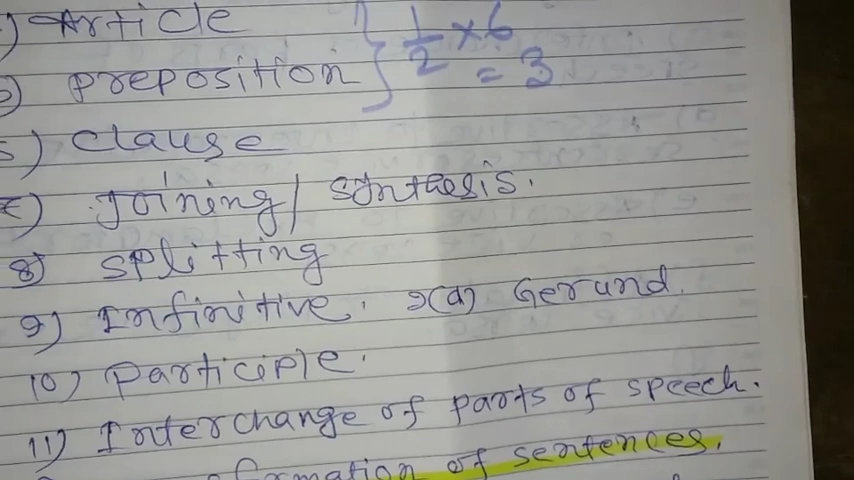 ) Article } 1/2 × 6
) Preposition = 3
) Clause
) Joining/ Synthesis.
8) Splitting
9) Infinitive. 9(a) Gerund.
10) Participle.
11) Interchange of parts of speech.
of sentences.